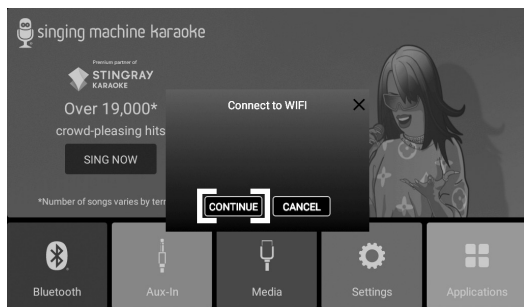 singing machine karaoke
Premium partner of
STINGRAY
KARAOKE
Over 19,000*
crowd-pleasing hits
SING NOW
*Number of songs varies by
Connect to WIFI
CONTINUE
CANCEL
Bluetooth
Aux-In
Media
Settings
Applications